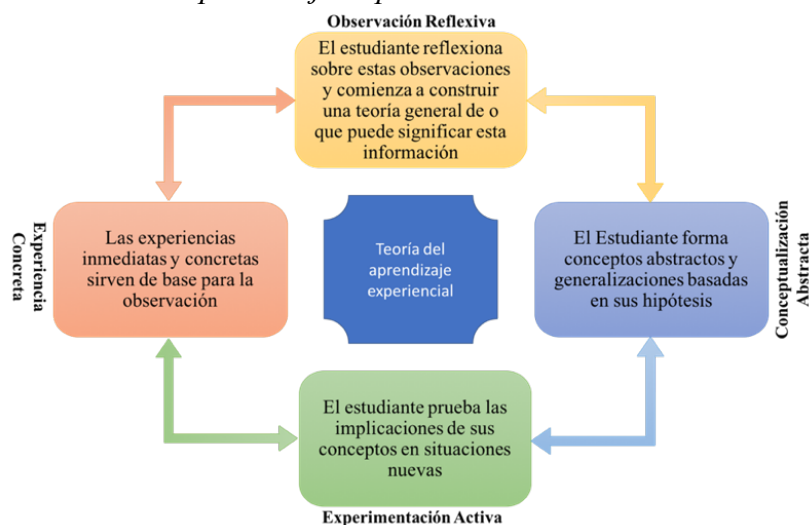 Observación Reflexiva
El estudiante reflexiona
sobre estas observaciones
y comienza a construir
una teoría general de o
que puede significar esta
información
Experiencia
Concreta
Las experiencias
inmediatas y concretas
sirven de base para la
observación
Teoría del
aprendizaje
experiencial
El Estudiante forma
conceptos abstractos y
generalizaciones basadas
en sus hipótesis
Conceptualización
Abstracta
El estudiante prueba las
implicaciones de sus
conceptos en situaciones
nuevas
Experimentación Activa